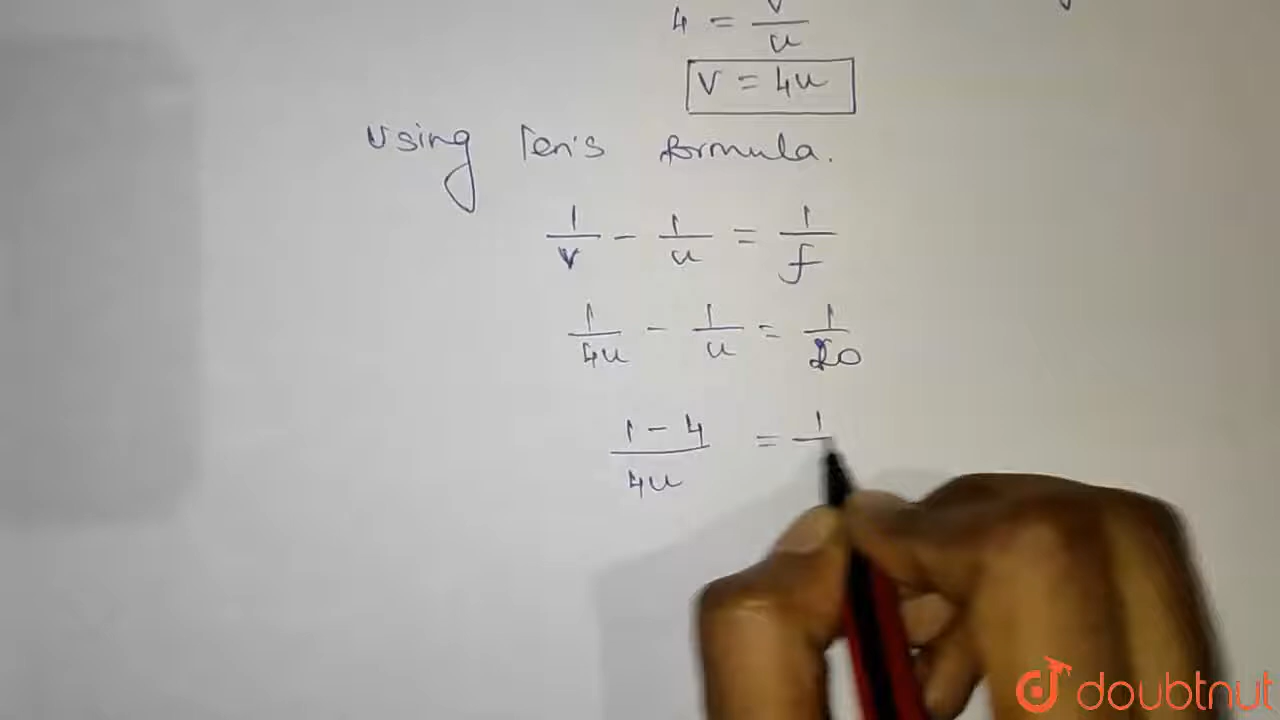 4 = v/u
v = 4u
Using len's formula.
1/v - 1/u = 1/f
1/4u - 1/u = 1/20
1-4/4u = 1
doubtnut